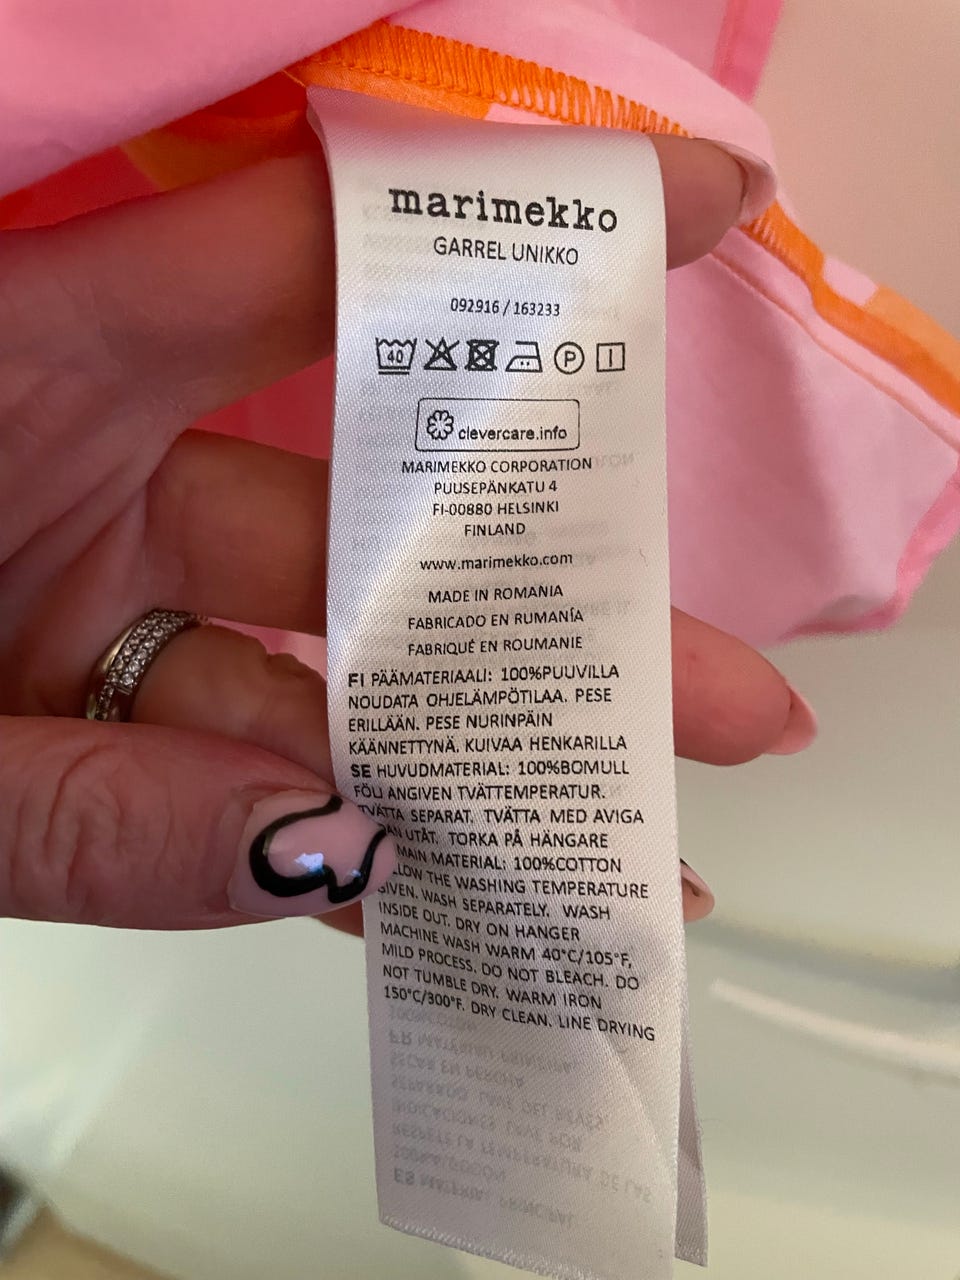 marimekko
GARREL UNIKKO
092916 / 163233
40 P
clevercare.info
MARIMEKKO CORPORATION
PUUSEPÄNKATU 4
FI-00880 HELSINKI
FINLAND
www.marimekko.com
MADE IN ROMANIA
FABRICADO EN RUMANÍA
FABRIQUÉ EN ROUMANIE
FI PÄÄMATERIAALI: 100%PUUVILLA
NOUDATA OHJELÄMPÖTILAA. PESE
ERILLÄÄN. PESE NURINPÄIN
KÄÄNNETTYNÄ. KUIVAA HENKARILLA
SE HUVUDMATERIAL: 100%BOMULL
FÖLJ ANGIVEN TVÄTTEMPERATUR.
TVÄTTA SEPARAT. TVÄTTA MED AVIGA
UTÅT. TORKA PÅ HÄNGARE
MAIN MATERIAL: 100%COTTON
THE WASHING TEMPERATURE
GIVEN. WASH SEPARATELY. WASH
INSIDE OUT. DRY ON HANGER
MACHINE WASH WARM 40°C/105°F,
MILD PROCESS. DO NOT BLEACH. DO
NOT TUMBLE DRY. WARM IRON
150°C/300°F. DRY CLEAN. LINE DRYING